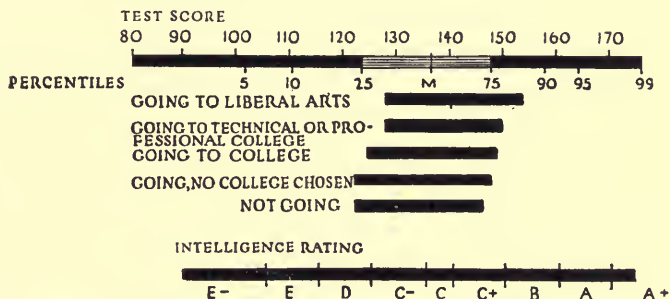 TEST SCORE
80 90 100 110 120 130 140 150 160 170
PERCENTILES 5 10 25 M 75 90 95 99
GOING TO LIBERAL ARTS
GOING TO TECHNICAL OR PRO-
FESSIONAL COLLEGE
GOING TO COLLEGE
GOING, NO COLLEGE CHOSEN
NOT GOING
INTELLIGENCE RATING
E- E D C- C C+ B A A+